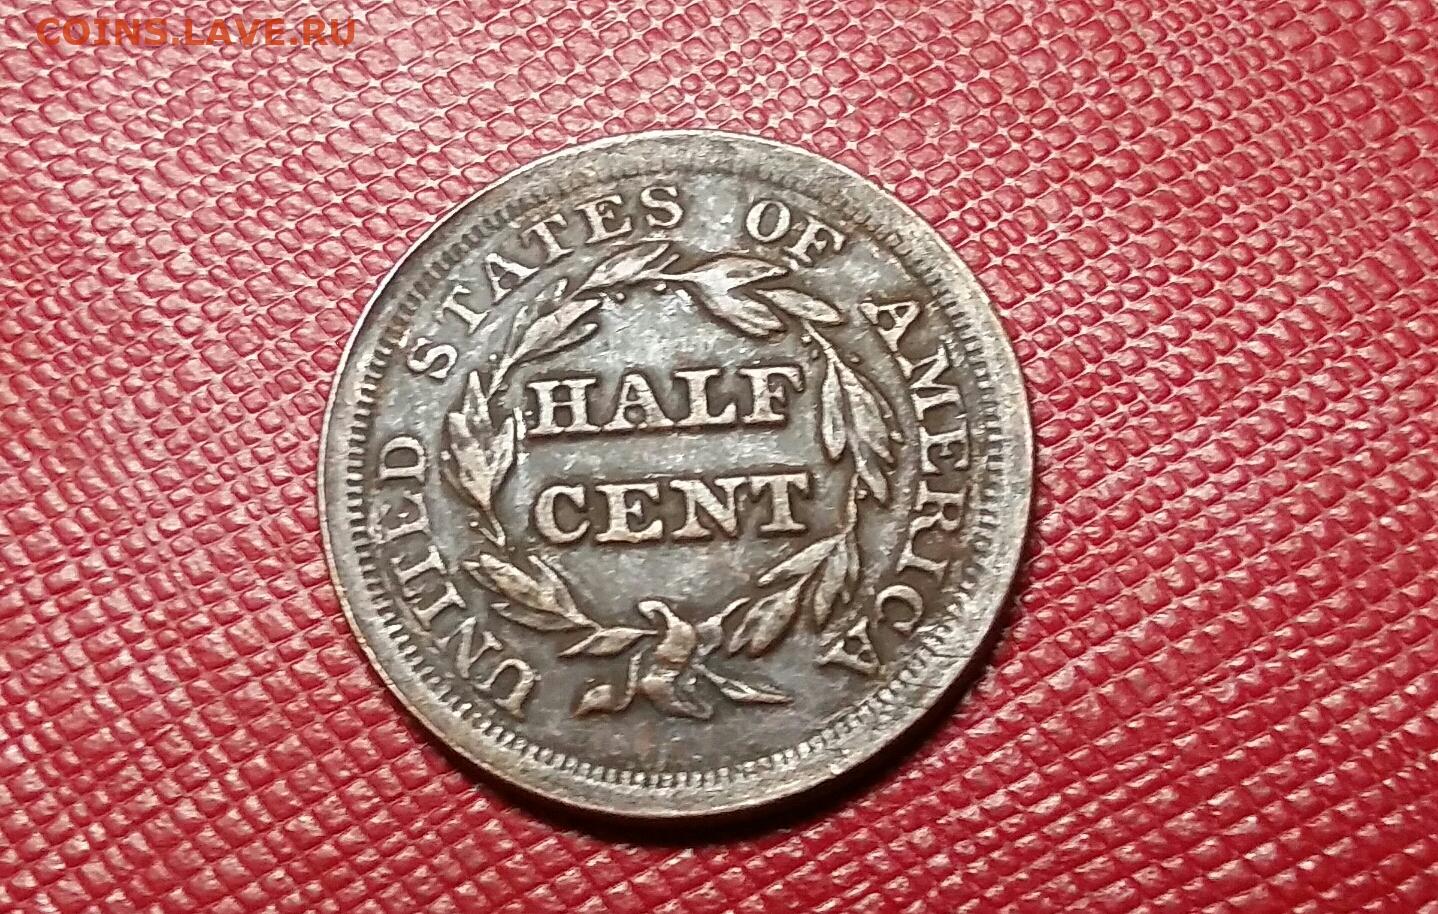 COINS.LAVE.RU
UNITED STATES OF AMERICA
HALF
CENT